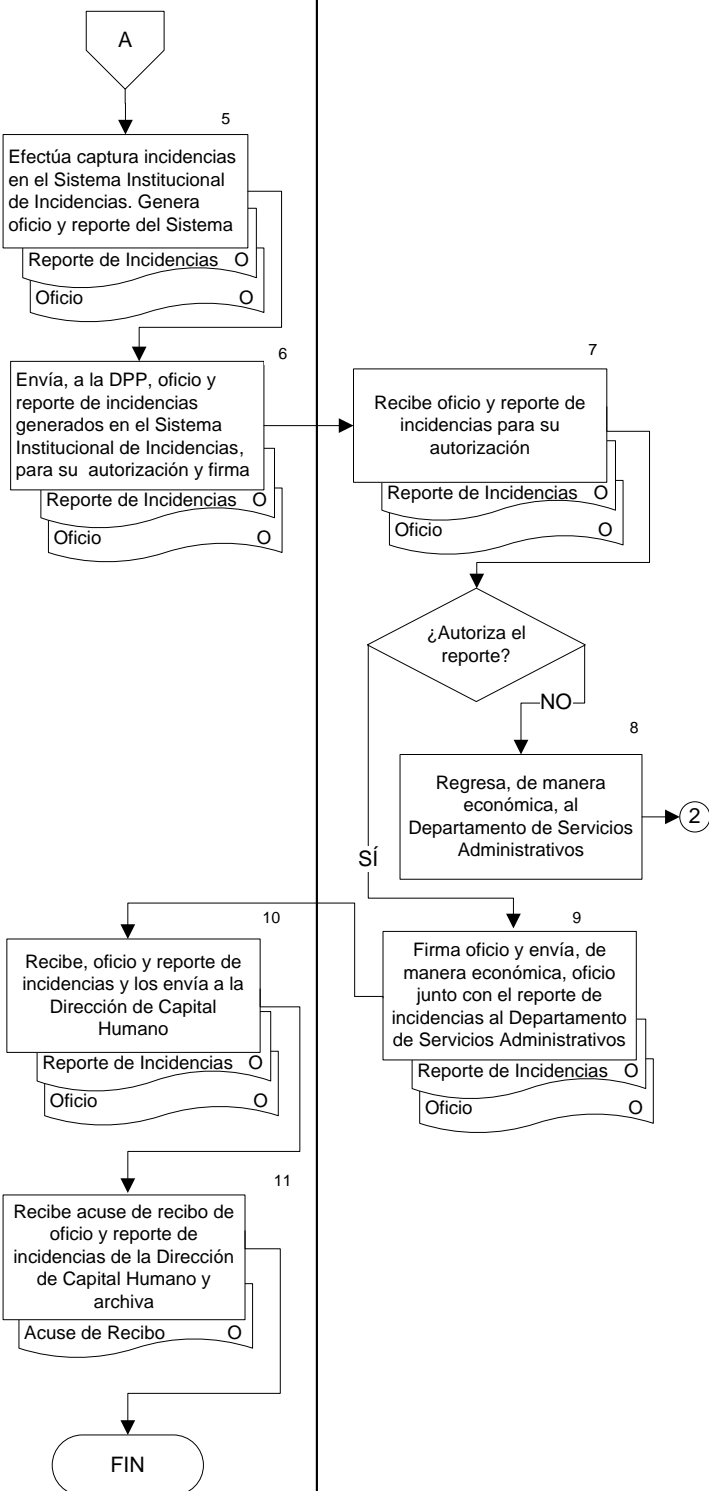 A
5
Efectúa captura incidencias
en el Sistema Institucional
de Incidencias. Genera
oficio y reporte del Sistema
Reporte de Incidencias O
Oficio O
6
Envía, a la DPP, oficio y
reporte de incidencias
generados en el Sistema
Institucional de Incidencias,
para su autorización y firma
Reporte de Incidencias O
Oficio O
7
Recibe oficio y reporte de
incidencias para su
autorización
Reporte de Incidencias O
Oficio O
¿Autoriza el
reporte?
NO
8
Regresa, de manera
económica, al
Departamento de Servicios
Administrativos
2
SÍ
9
Firma oficio y envía, de
manera económica, oficio
junto con el reporte de
incidencias al Departamento
de Servicios Administrativos
Reporte de Incidencias O
Oficio O
10
Recibe, oficio y reporte de
incidencias y los envía a la
Dirección de Capital
Humano
Reporte de Incidencias O
Oficio O
11
Recibe acuse de recibo de
oficio y reporte de
incidencias de la Dirección
de Capital Humano y
archiva
Acuse de Recibo O
FIN